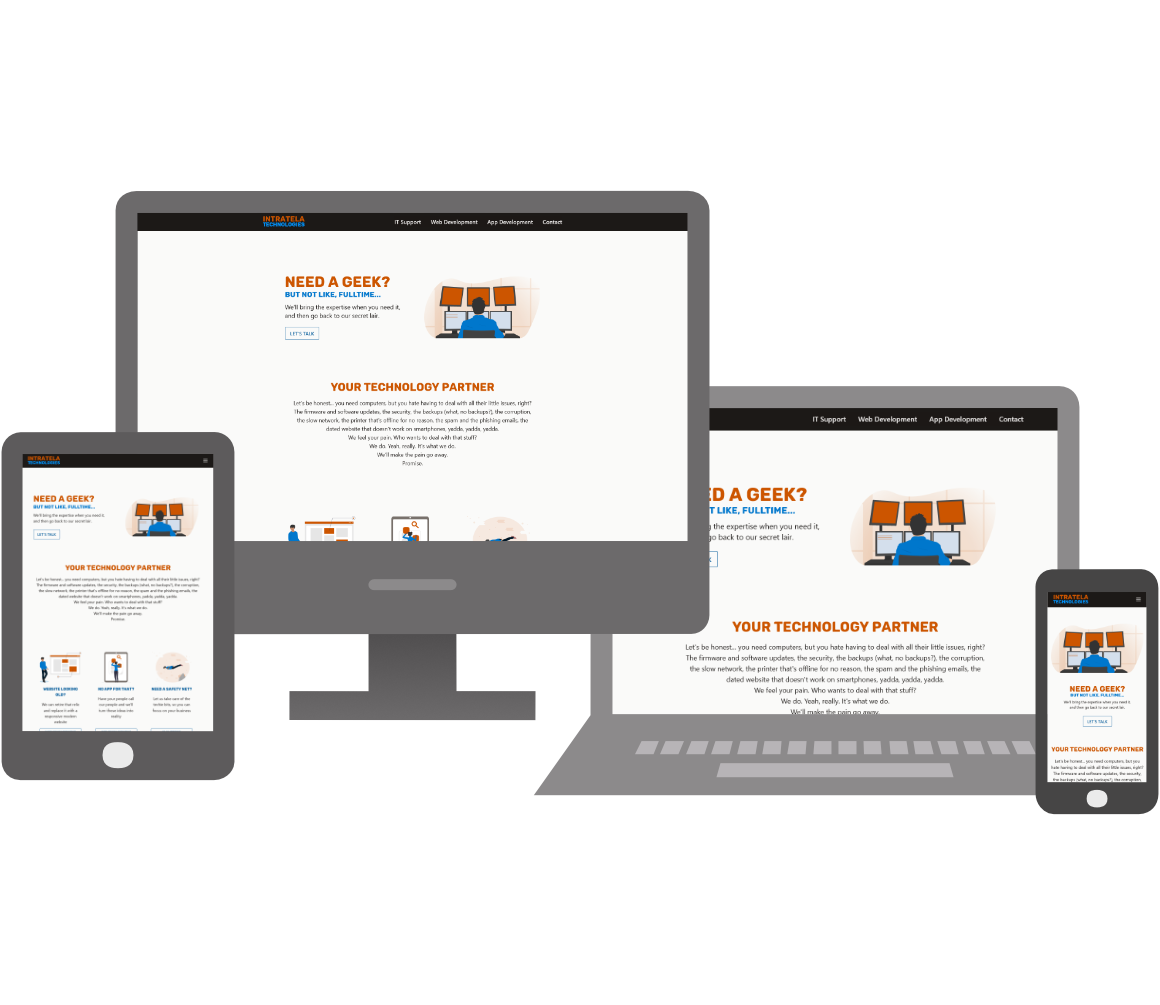 INTRATELA
TECHNOLOGIES
IT Support Web Development App Development Contact
NEED A GEEK?
BUT NOT LIKE, FULLTIME...
We'll bring the expertise when you need it,
and then go back to our secret lair.
LET'S TALK
YOUR TECHNOLOGY PARTNER
Let's be honest... you need computers, but you hate having to deal with all their little issues, right?
The firmware and software updates, the security, the backups (what, no backups?), the corruption,
the slow network, the printer that's offline for no reason, the spam and the phishing emails, the
dated website that doesn't work on smartphones, yadda, yadda, yadda.
We feel your pain. Who wants to deal with that stuff?
We do. Yeah, really. It's what we do.
We'll make the pain go away.
Promise.
INTRATELA
TECHNOLOGIES
NEED A GEEK?
BUT NOT LIKE, FULLTIME...
We'll bring the expertise when you need it,
and then go back to our secret lair.
LET'S TALK
YOUR TECHNOLOGY PARTNER
Let's be honest... you need computers, but you hate having to deal with all their little issues, right?
The firmware and software updates, the security, the backups (what, no backups?), the corruption,
the slow network, the printer that's offline for no reason, the spam and the phishing emails, the
dated website that doesn't work on smartphones, yadda, yadda, yadda.
We feel your pain. Who wants to deal with that stuff?
We do. Yeah, really. It's what we do.
We'll make the pain go away.
Promise.
WEBSITE LOOKING
OLD?
We can retire that relic
and replace it with a
responsive modern
website
NO APP FOR THAT?
Have your people call
our people and we'll
turn those ideas into
reality
NEED A SAFETY NET?
Let us take care of the
techie bits, so you can
focus on your business
IT Support Web Development App Development Contact
ED A GEEK?
T LIKE, FULLTIME...
g the expertise when you need it,
go back to our secret lair.
K
YOUR TECHNOLOGY PARTNER
Let's be honest... you need computers, but you hate having to deal with all their little issues, right?
The firmware and software updates, the security, the backups (what, no backups?), the corruption,
the slow network, the printer that's offline for no reason, the spam and the phishing emails, the
dated website that doesn't work on smartphones, yadda, yadda, yadda.
We feel your pain. Who wants to deal with that stuff?
We do. Yeah, really. It's what we do.
We'll make the pain go away.
INTRATELA
TECHNOLOGIES
NEED A GEEK?
BUT NOT LIKE, FULLTIME...
We'll bring the expertise when you need it,
and then go back to our secret lair.
LET'S TALK
YOUR TECHNOLOGY PARTNER
Let's be honest... you need computers, but you
hate having to deal with all their little issues, right?
The firmware and software updates, the security,
the backups (what, no backups?), the corruption,